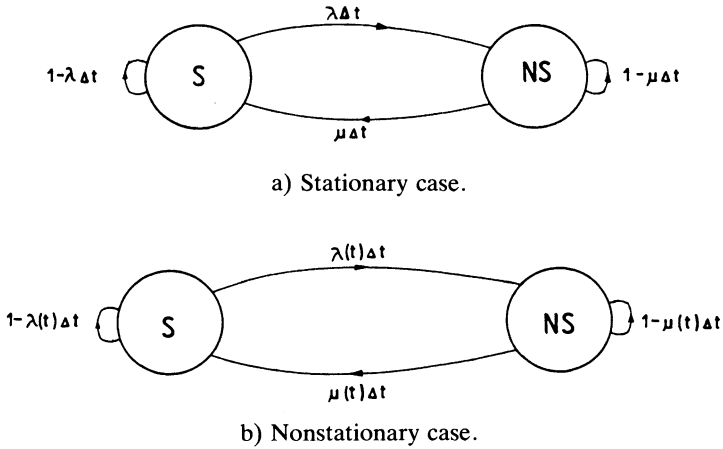 λΔt
1-λΔt
S
NS
1-μΔt
μΔt
a) Stationary case.
λ(t)Δt
1-λ(t)Δt
S
NS
1-μ(t)Δt
μ(t)Δt
b) Nonstationary case.